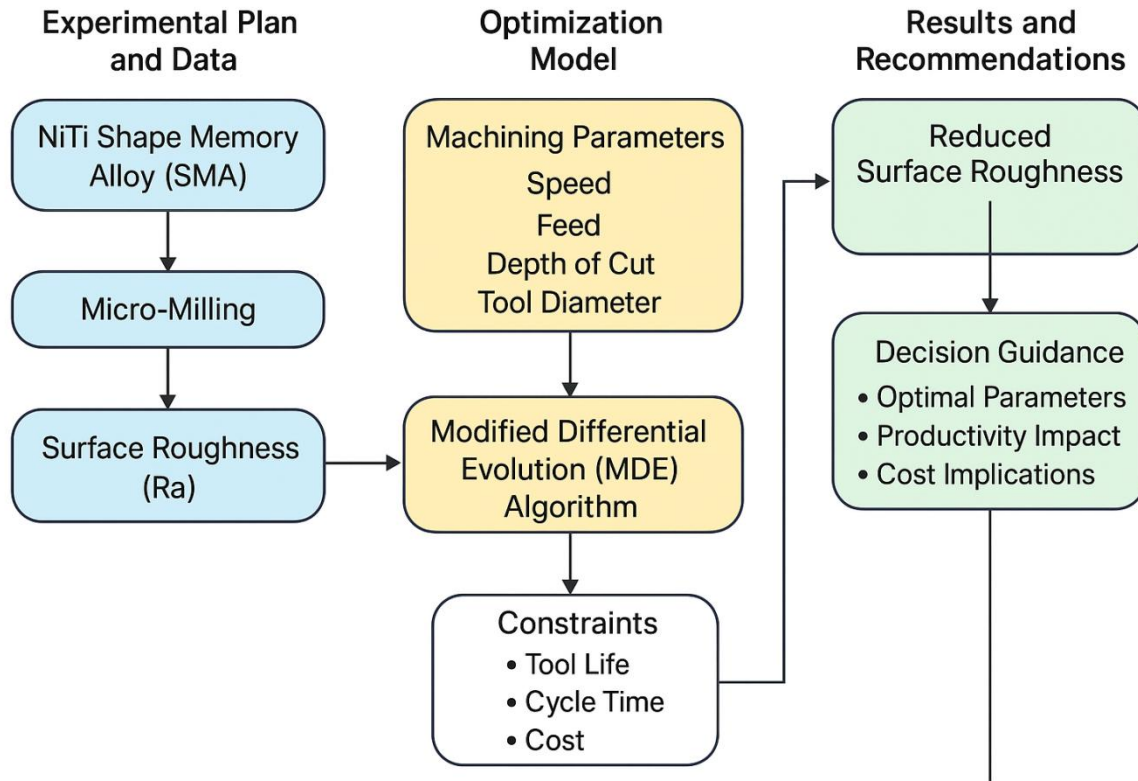 Experimental Plan
and Data
NiTi Shape Memory
Alloy (SMA)
Micro-Milling
Surface Roughness
(Ra)
Optimization
Model
Machining Parameters
Speed
Feed
Depth of Cut
Tool Diameter
Modified Differential
Evolution (MDE)
Algorithm
Constraints
• Tool Life
• Cycle Time
• Cost
Results and
Recommendations
Reduced
Surface Roughness
Decision Guidance
• Optimal Parameters
• Productivity Impact
• Cost Implications